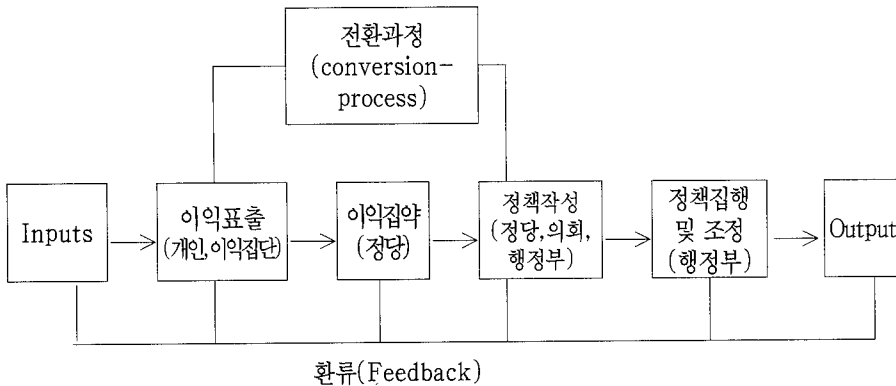 전환과정
(conversion-
process)
Inputs
이익표출
(개인,이익집단)
이익집약
(정당)
정책작성
(정당,의회,
행정부)
정책집행
및 조정
(행정부)
Output
환류(Feedback)